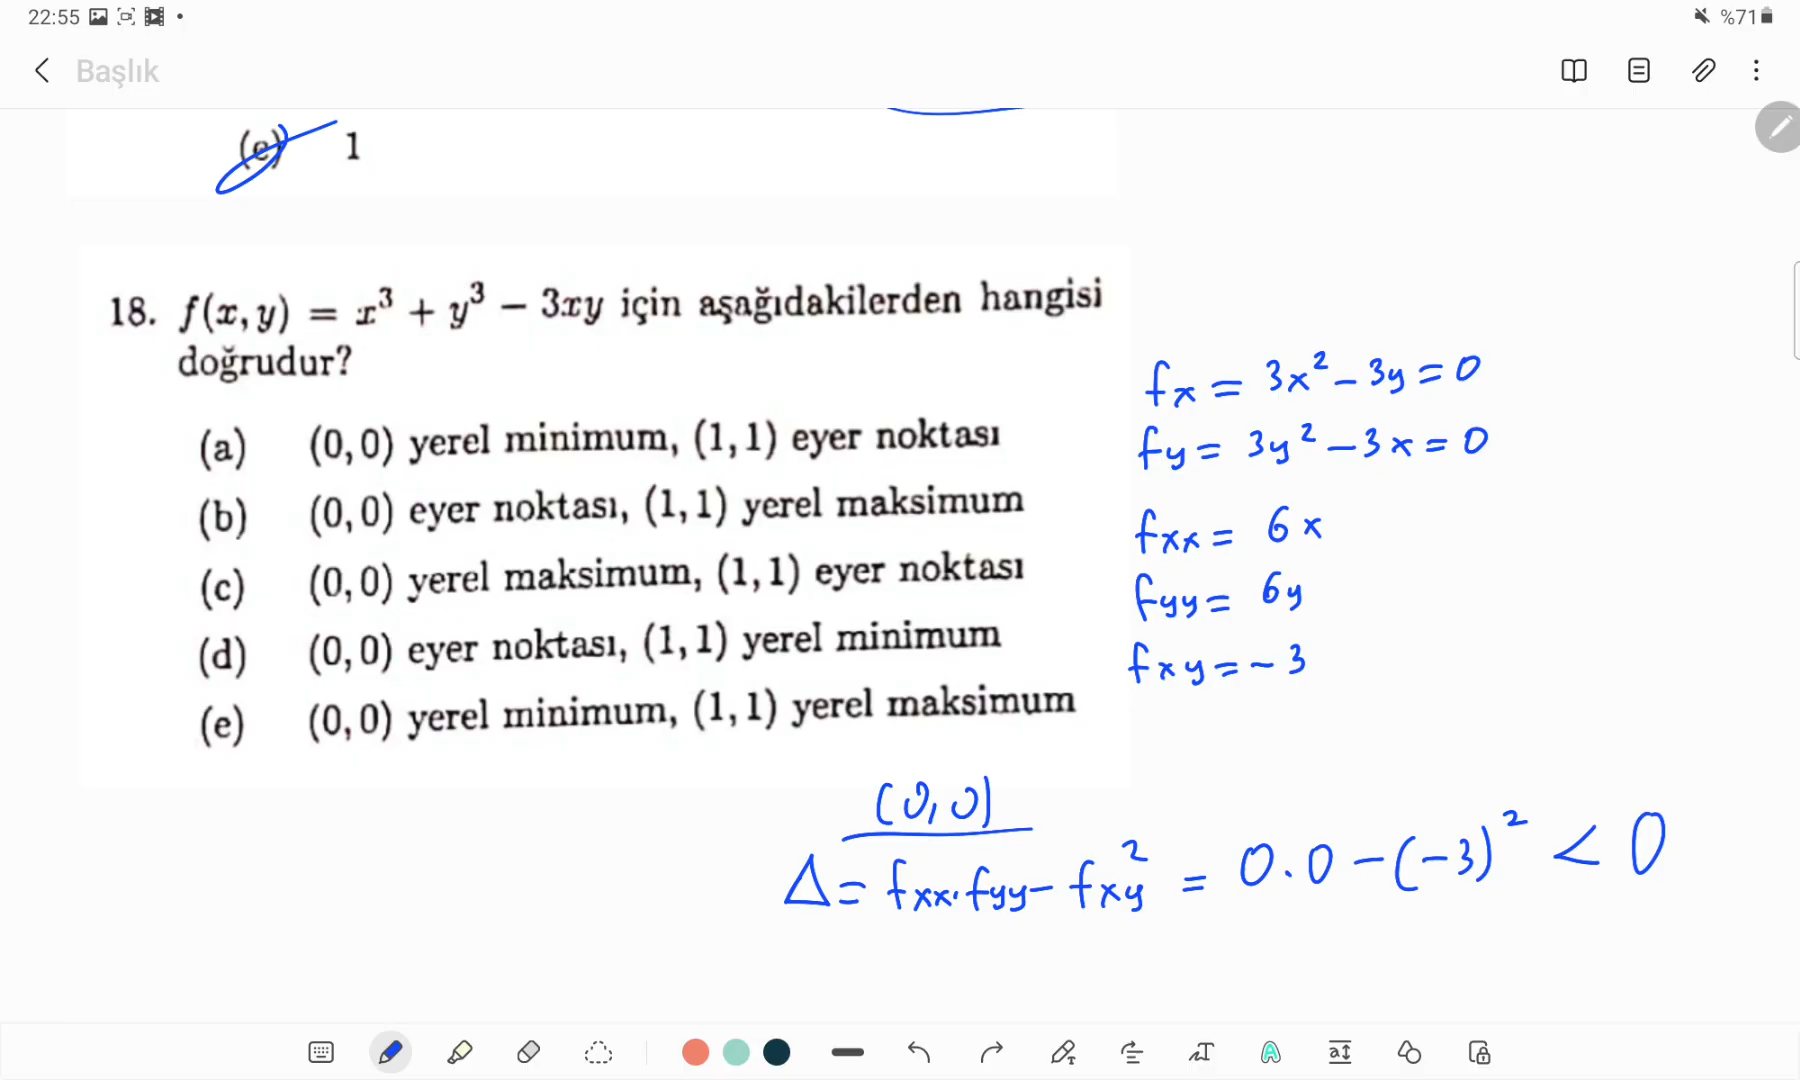 22:55
%71
Başlık
(e) 1
18. f(x, y) = x³ + y³ − 3xy için aşağıdakilerden hangisi
doğrudur?
(a) (0, 0) yerel minimum, (1, 1) eyer noktası
(b) (0, 0) eyer noktası, (1, 1) yerel maksimum
(c) (0, 0) yerel maksimum, (1, 1) eyer noktası
(d) (0, 0) eyer noktası, (1, 1) yerel minimum
(e) (0, 0) yerel minimum, (1, 1) yerel maksimum
fx = 3x² − 3y = 0
fy = 3y² − 3x = 0
fxx = 6x
fyy = 6y
fxy = −3
(0, 0)
Δ = fxx.fyy − fxy² = 0.0 − (−3)² < 0